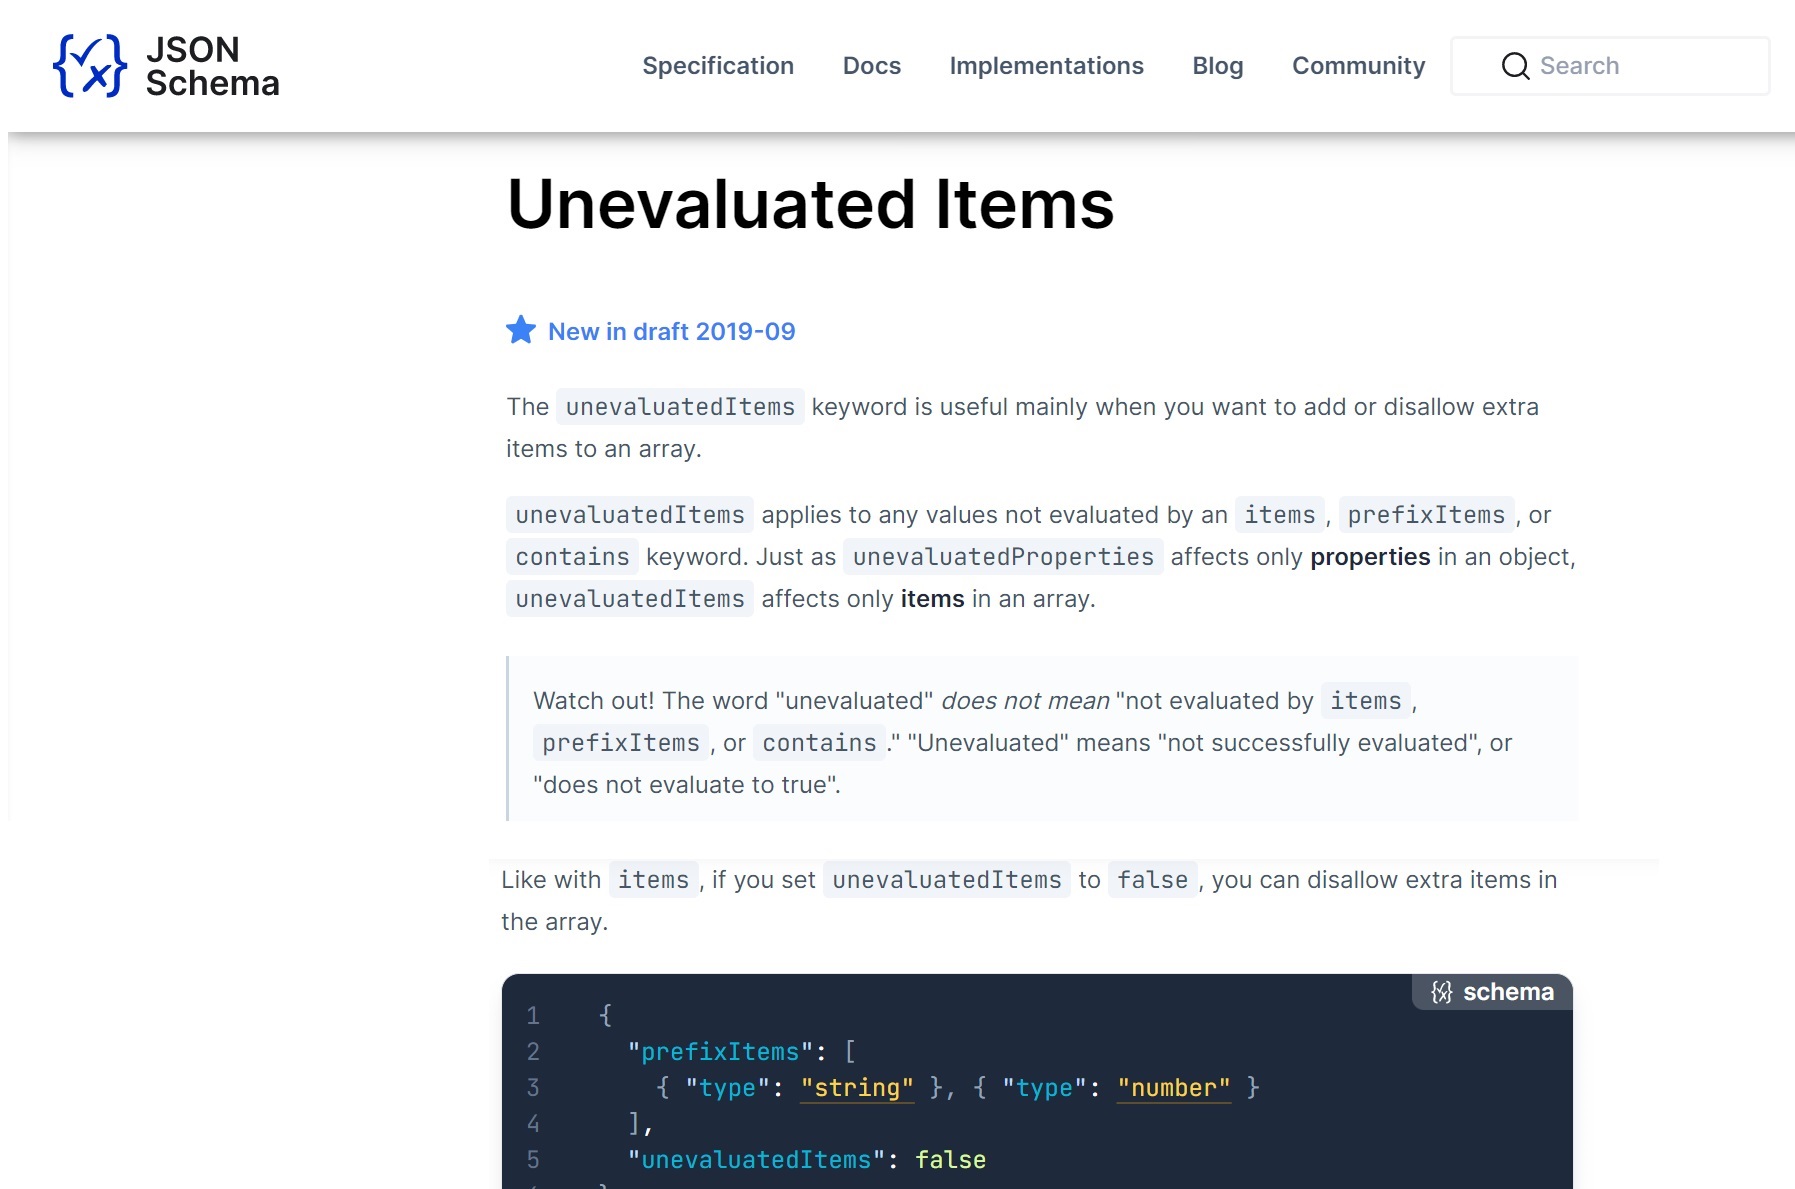 JSON
Schema
Specification Docs Implementations Blog Community Search
Unevaluated Items
New in draft 2019-09
The unevaluatedItems keyword is useful mainly when you want to add or disallow extra
items to an array.
unevaluatedItems applies to any values not evaluated by an items, prefixItems, or
contains keyword. Just as unevaluatedProperties affects only properties in an object,
unevaluatedItems affects only items in an array.
Watch out! The word "unevaluated" does not mean "not evaluated by items,
prefixItems, or contains." "Unevaluated" means "not successfully evaluated", or
"does not evaluate to true".
Like with items, if you set unevaluatedItems to false, you can disallow extra items in
the array.
schema
1 {
2 "prefixItems": [
3 { "type": "string" }, { "type": "number" }
4 ],
5 "unevaluatedItems": false